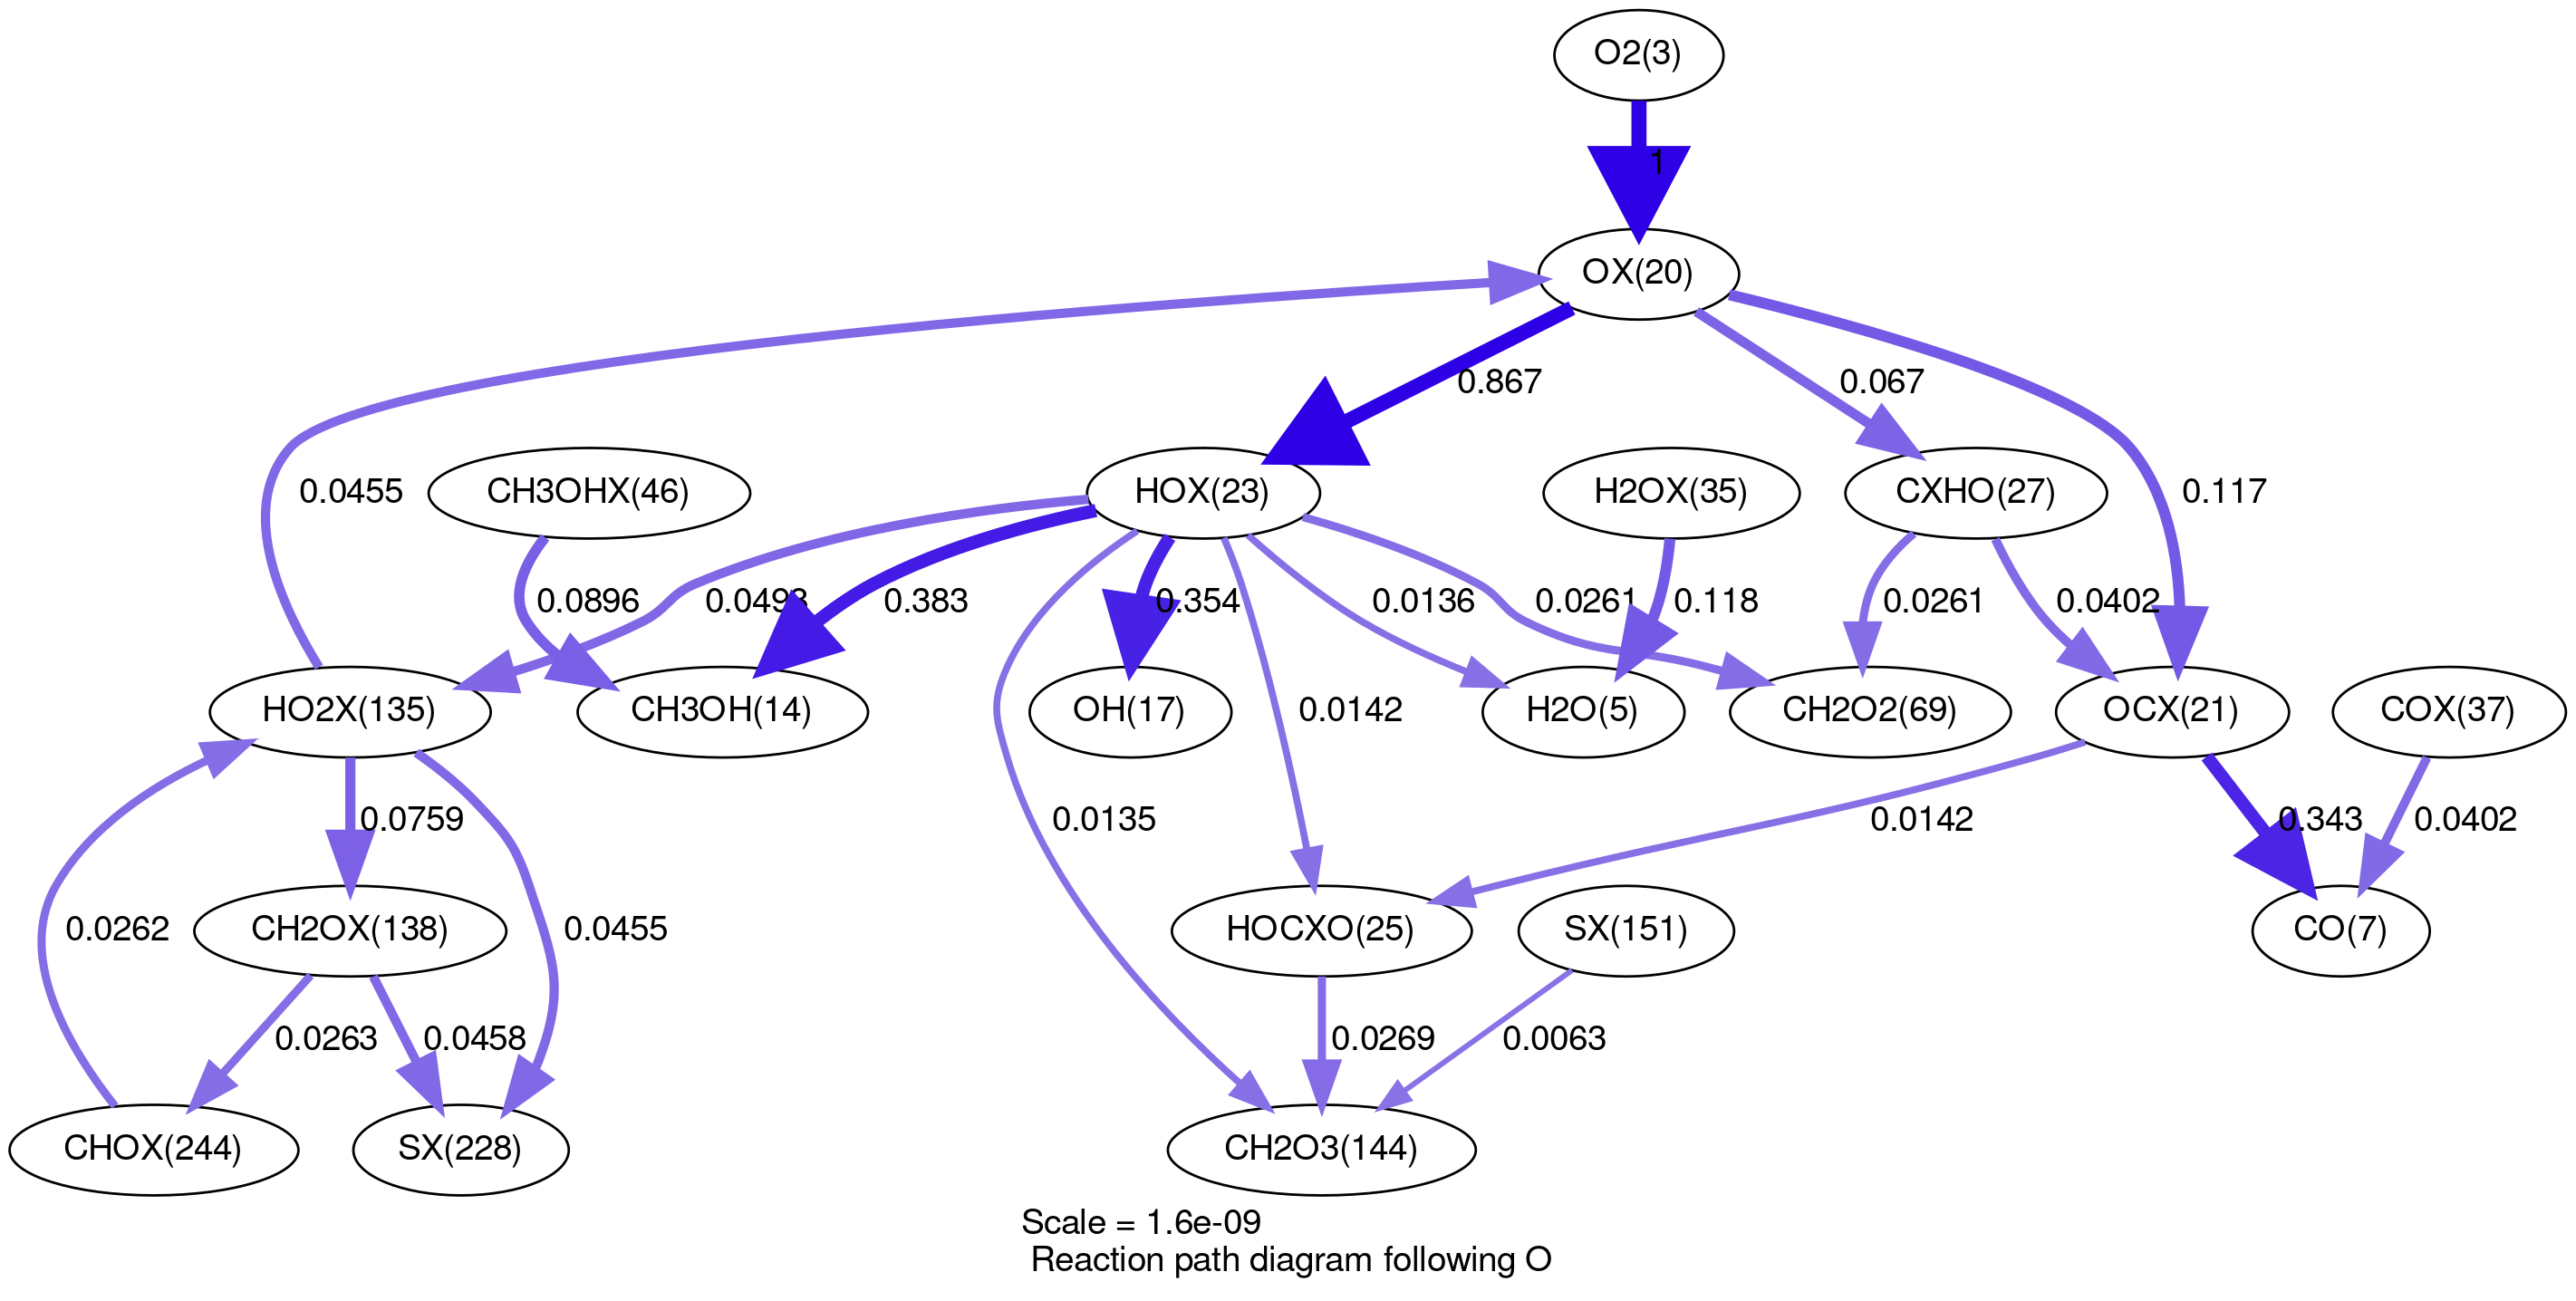 O2(3)
1
OX(20)
0.867
0.067
0.0455
CH3OHX(46)
HOX(23)
H2OX(35)
CXHO(27)
0.117
0.0896
0.0493
0.383
0.354
0.0136
0.0261
0.118
0.0261
0.0402
HO2X(135)
CH3OH(14)
OH(17)
0.0142
H2O(5)
CH2O2(69)
OCX(21)
COX(37)
0.0759
0.0135
0.0142
0.343
0.0402
0.0262
CH2OX(138)
0.0455
HOCXO(25)
SX(151)
CO(7)
0.0263
0.0458
0.0269
0.0063
CHOX(244)
SX(228)
CH2O3(144)
Scale = 1.6e-09
Reaction path diagram following O